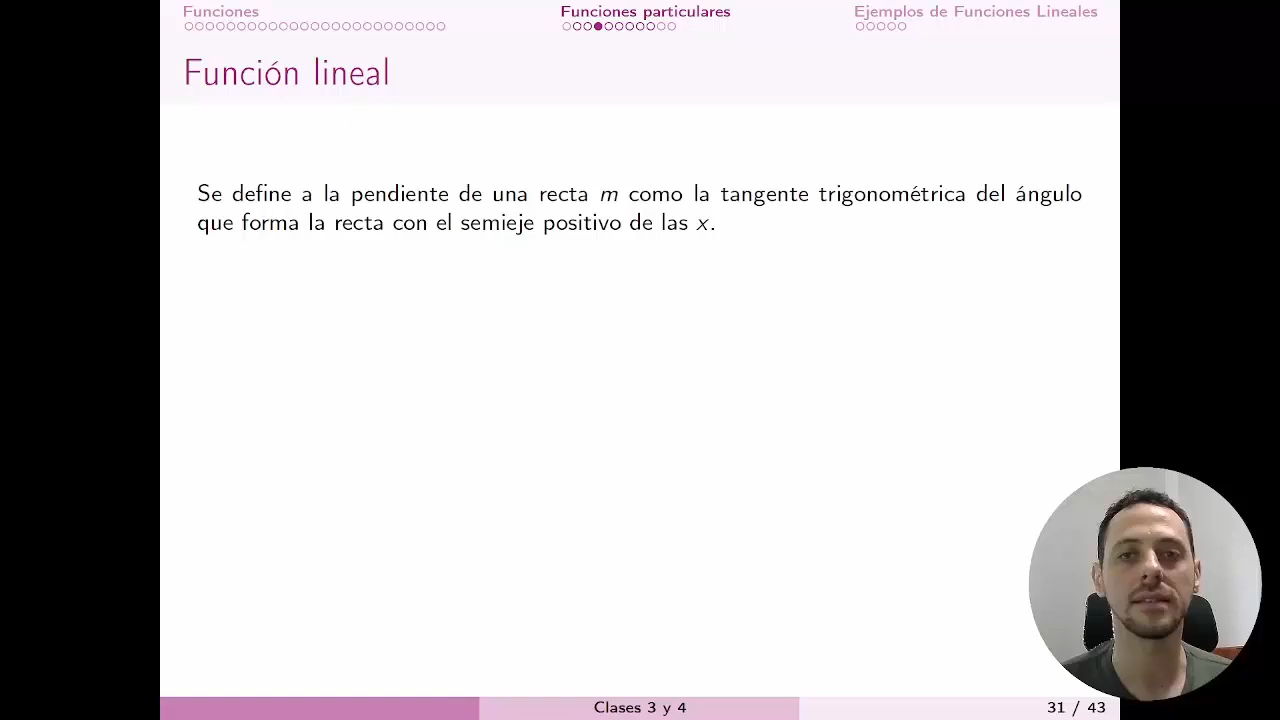 Funciones
Funciones particulares
Ejemplos de Funciones Lineales
Función lineal
Se define a la pendiente de una recta m como la tangente trigonométrica del ángulo
que forma la recta con el semieje positivo de las x.
Clases 3 y 4
31 / 43